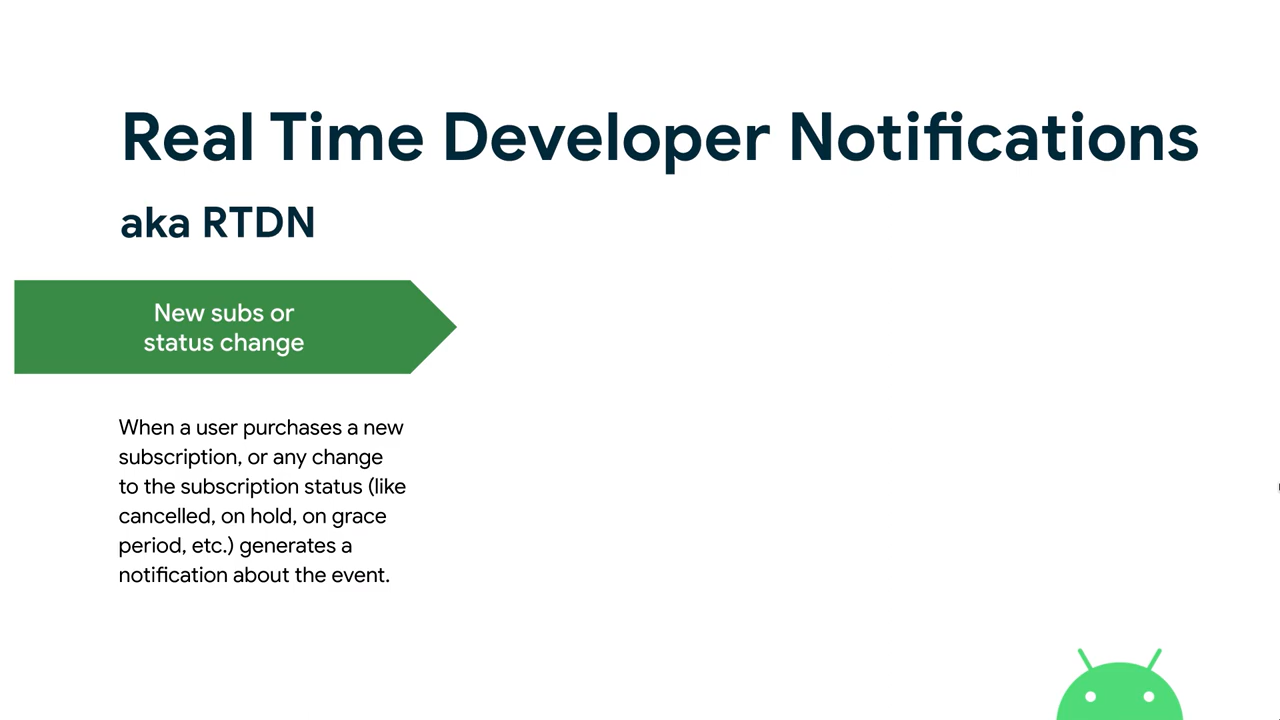 Real Time Developer Notifications
aka RTDN
New subs or
status change
When a user purchases a new
subscription, or any change
to the subscription status (like
cancelled, on hold, on grace
period, etc.) generates a
notification about the event.